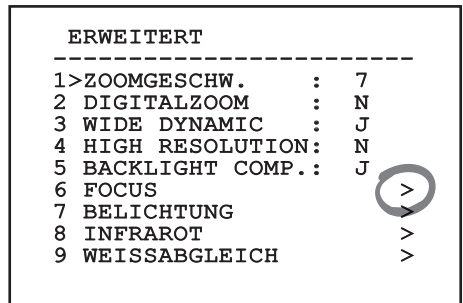 ERWEITERT
--------------------------
1>ZOOMGESCHW. : 7
2 DIGITALZOOM : N
3 WIDE DYNAMIC : J
4 HIGH RESOLUTION: N
5 BACKLIGHT COMP.: J
6 FOCUS >
7 BELICHTUNG >
8 INFRAROT >
9 WEISSABGLEICH >